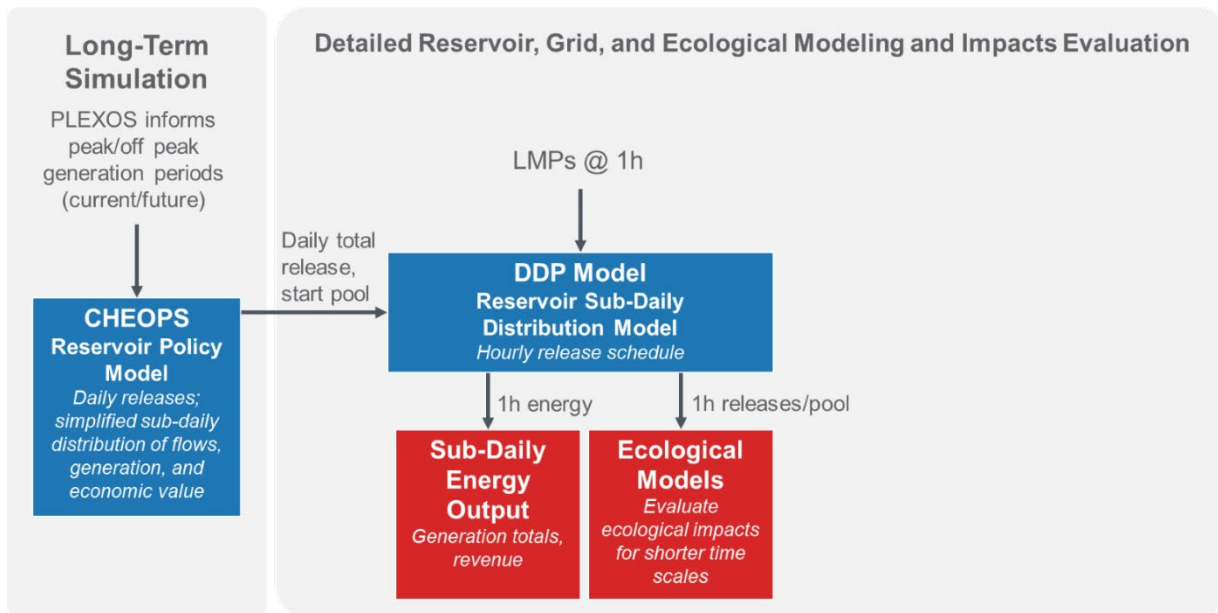 Long-Term
Simulation
PLEXOS informs
peak/off peak
generation periods
(current/future)
CHEOPS
Reservoir Policy
Model
Daily releases;
simplified sub-daily
distribution of flows,
generation, and
economic value
Detailed Reservoir, Grid, and Ecological Modeling and Impacts Evaluation
LMPs @ 1h
Daily total
release,
start pool
DDP Model
Reservoir Sub-Daily
Distribution Model
Hourly release schedule
1h energy
1h releases/pool
Sub-Daily
Energy
Output
Generation totals,
revenue
Ecological
Models
Evaluate
ecological impacts
for shorter time
scales